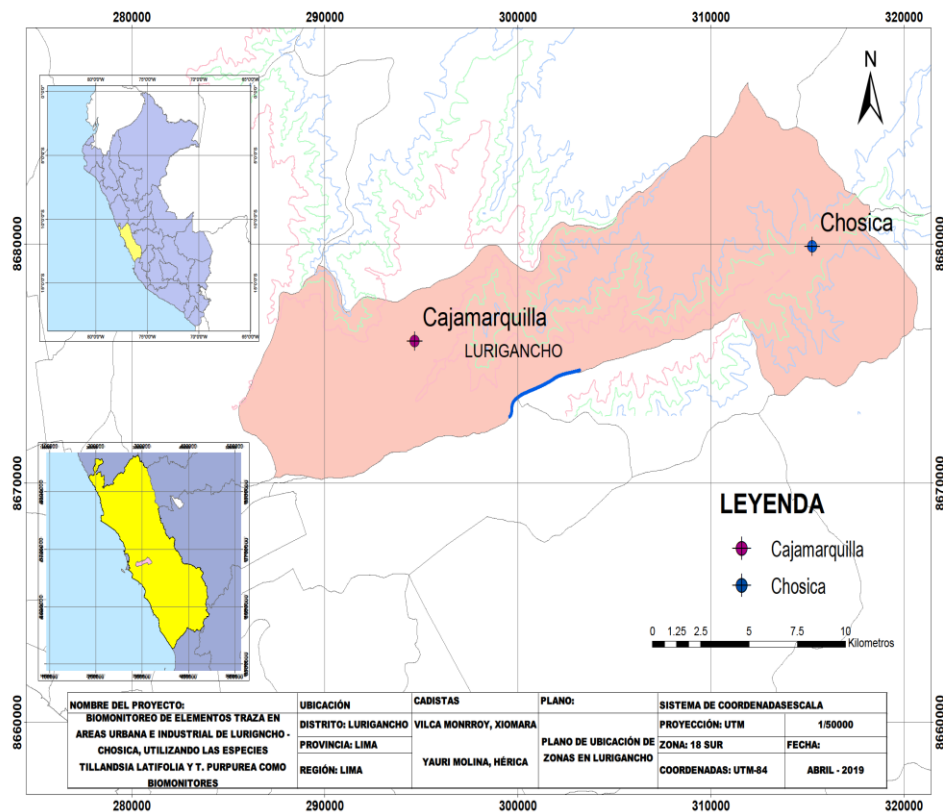 280000 290000 300000 310000 320000
N
8680000 8680000
Chosica
Cajamarquilla
LURIGANCHO
8670000 8670000
LEYENDA
Cajamarquilla
Chosica
0 1.25 2.5 5 7.5 10
Kilometros
8660000 8660000
NOMBRE DEL PROYECTO:
BIOMONITOREO DE ELEMENTOS TRAZA EN
AREAS URBANA E INDUSTRIAL DE LURIGNCHO -
CHOSICA, UTILIZANDO LAS ESPECIES
TILLANDSIA LATIFOLIA Y T. PURPUREA COMO
BIOMONITORES
UBICACIÓN
DISTRITO: LURIGANCHO
PROVINCIA: LIMA
REGIÓN: LIMA
CADISTAS
VILCA MONRROY, XIOMARA
YAURI MOLINA, HÉRICA
PLANO:
PLANO DE UBICACIÓN DE
ZONAS EN LURIGANCHO
SISTEMA DE COORDENADASESCALA
PROYECCIÓN: UTM 1/50000
ZONA: 18 SUR FECHA:
COORDENADAS: UTM-84 ABRIL - 2019
280000 290000 300000 310000 320000